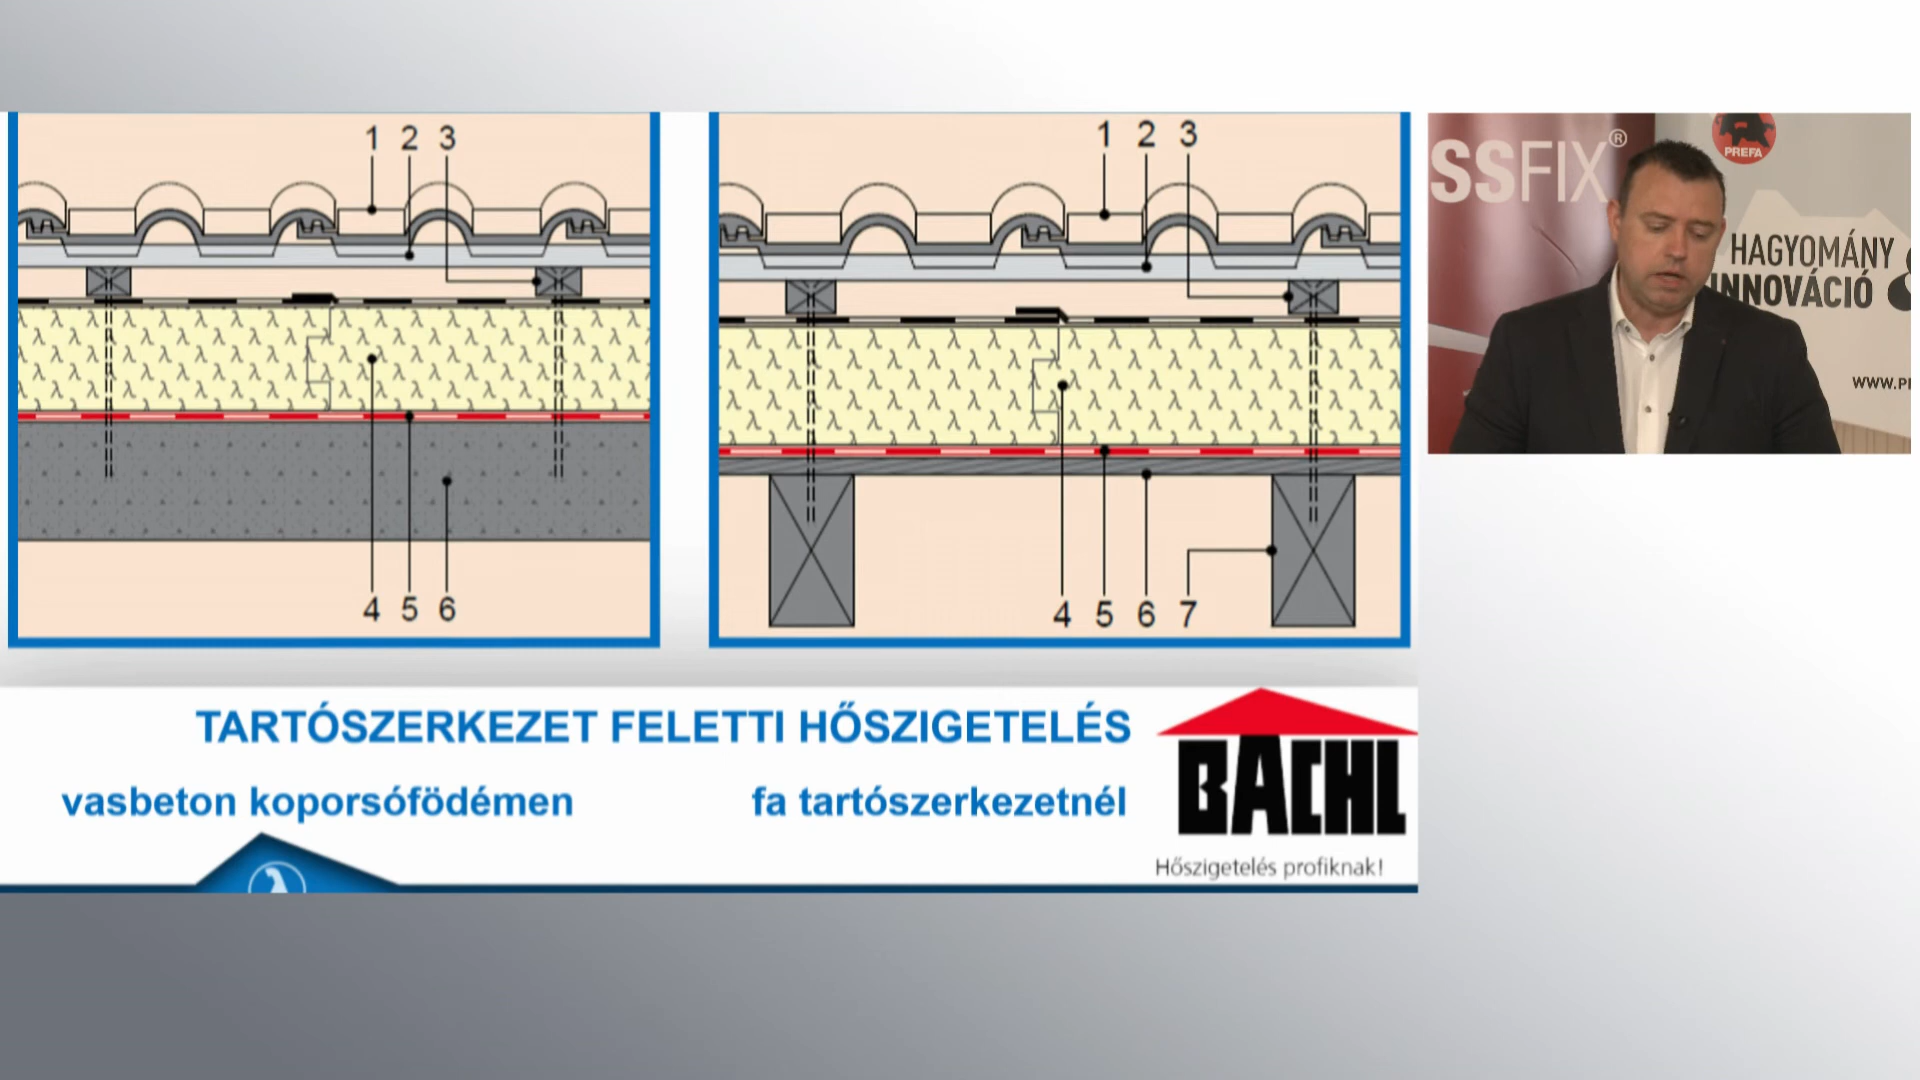 1 2 3
4 5 6
1 2 3
4 5 6 7
TARTÓSZERKEZET FELETTI HŐSZIGETELÉS
vasbeton koporsófödémen
fa tartószerkezetnél
BACHL
Hőszigetelés profiknak!
SSFIX®
PREFA
HAGYOMÁNY &
INNOVÁCIÓ